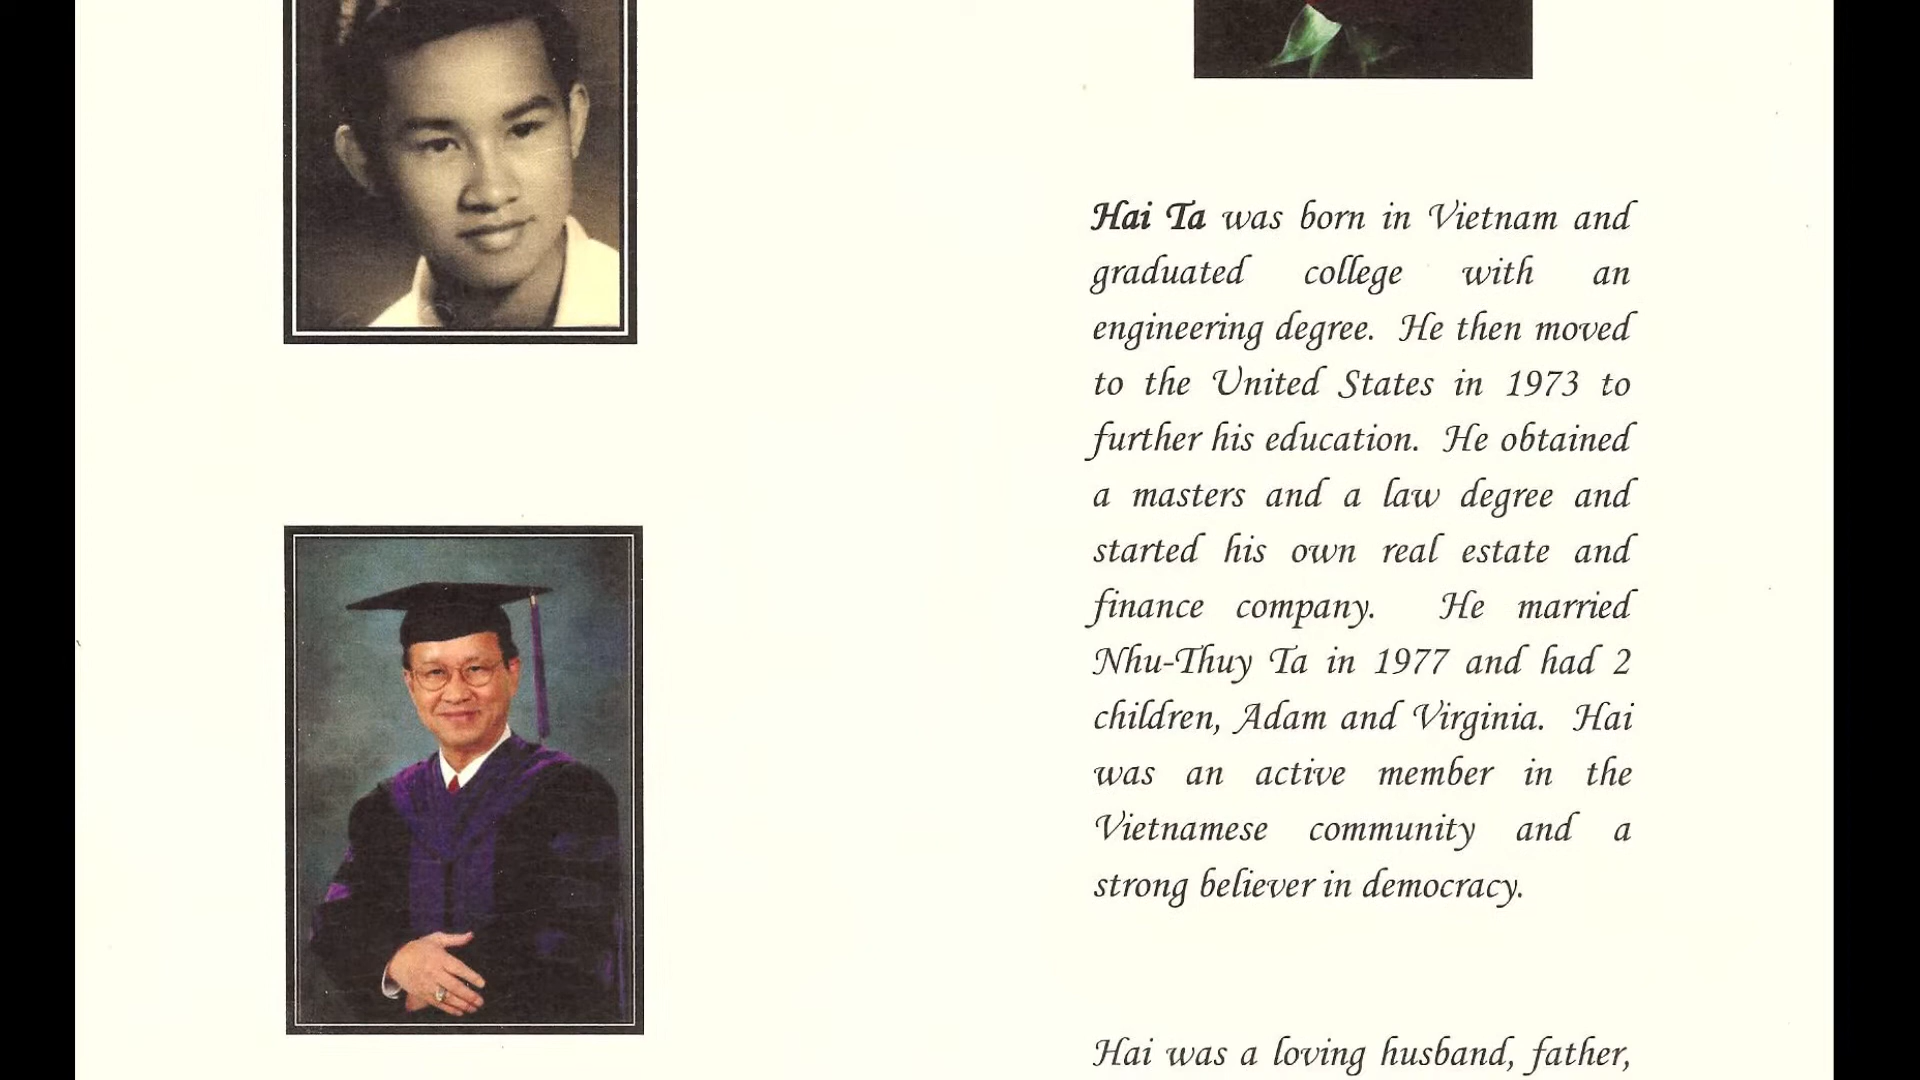 Hai Ta was born in Vietnam and
graduated college with an
engineering degree. He then moved
to the United States in 1973 to
further his education. He obtained
a masters and a law degree and
started his own real estate and
finance company. He married
Nhu-Thuy Ta in 1977 and had 2
children, Adam and Virginia. Hai
was an active member in the
Vietnamese community and a
strong believer in democracy.
Hai was a loving husband, father,